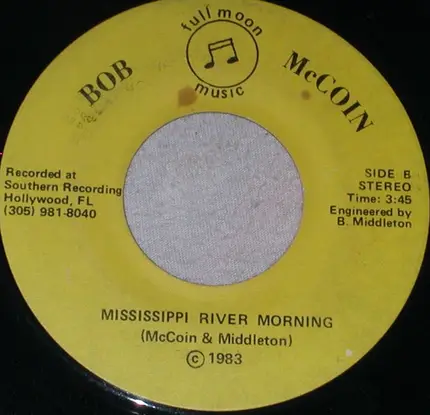 full moon
music
BOB
McCOIN
Recorded at
Southern Recording
Hollywood, FL
(305) 981-8040
SIDE B
STEREO
Time: 3:45
Engineered by
B. Middleton
MISSISSIPPI RIVER MORNING
(McCoin & Middleton)
© 1983